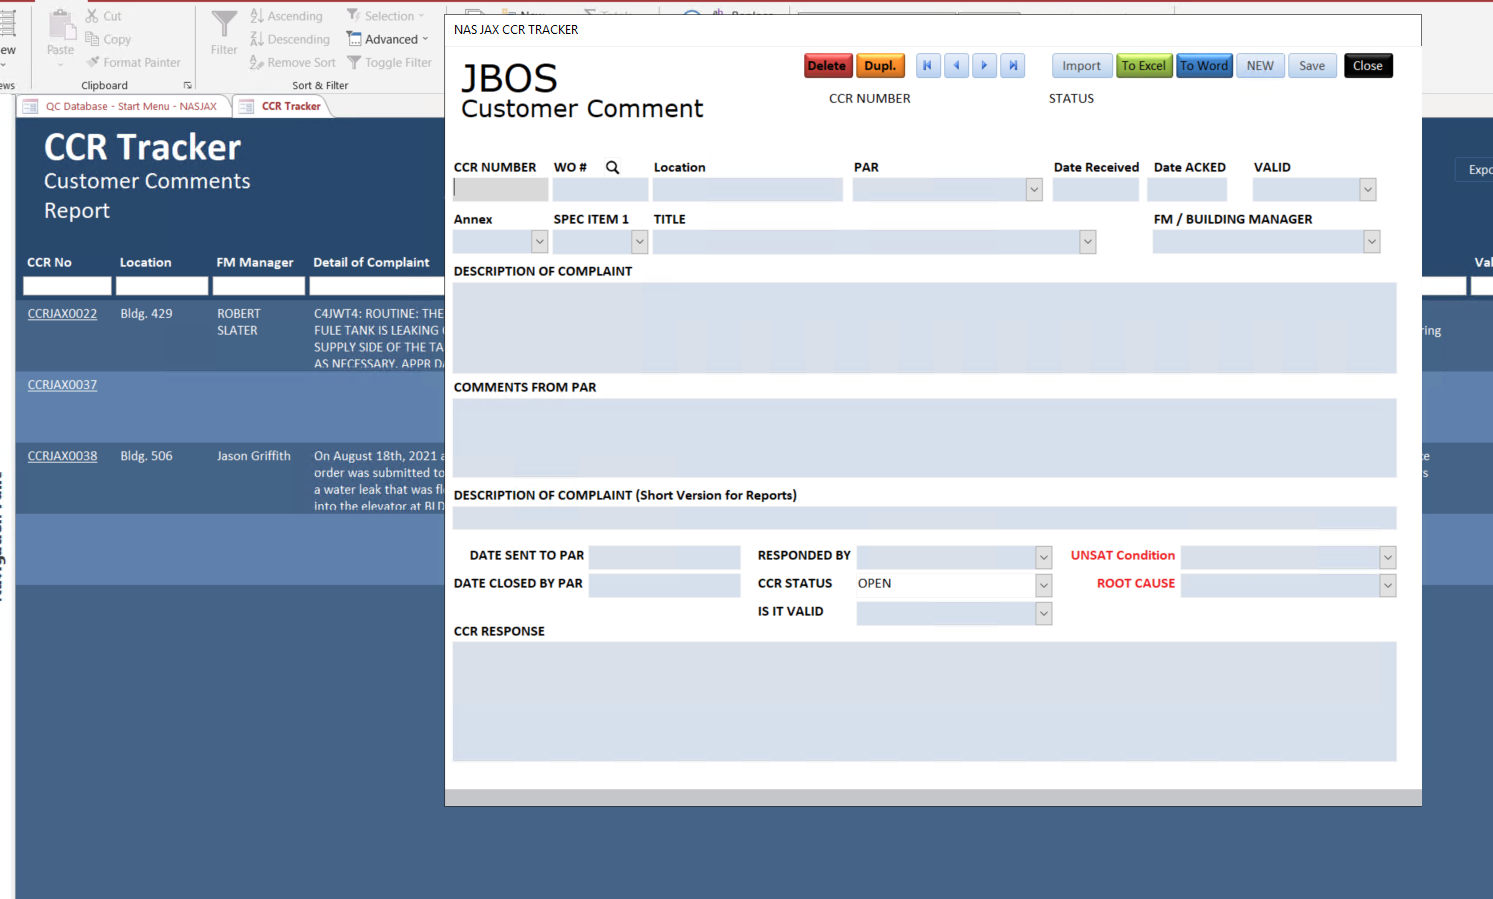 Cut
Copy
Format Painter
Paste
Clipboard
Filter
Ascending
Descending
Remove Sort
Selection
Advanced
Toggle Filter
Sort & Filter
QC Database - Start Menu - NASJAX
CCR Tracker
CCR Tracker
Customer Comments
Report
CCR No Location FM Manager Detail of Complaint
CCRJAX0022 Bldg. 429 ROBERT
SLATER
C4JWT4: ROUTINE: THE
FULE TANK IS LEAKING
SUPPLY SIDE OF THE TA
AS NECESSARY. APPR DA
CCRJAX0037
CCRJAX0038 Bldg. 506 Jason Griffith On August 18th, 2021 a
order was submitted to
a water leak that was fl
into the elevator at BLD
NAS JAX CCR TRACKER
JBOS
Customer Comment
Delete Dupl. Import To Excel To Word NEW Save Close
CCR NUMBER STATUS
CCR NUMBER WO # Location PAR Date Received Date ACKED VALID
Annex SPEC ITEM 1 TITLE FM / BUILDING MANAGER
DESCRIPTION OF COMPLAINT
COMMENTS FROM PAR
DESCRIPTION OF COMPLAINT (Short Version for Reports)
DATE SENT TO PAR RESPONDED BY UNSAT Condition
DATE CLOSED BY PAR CCR STATUS OPEN ROOT CAUSE
IS IT VALID
CCR RESPONSE
Expo
Val
ring